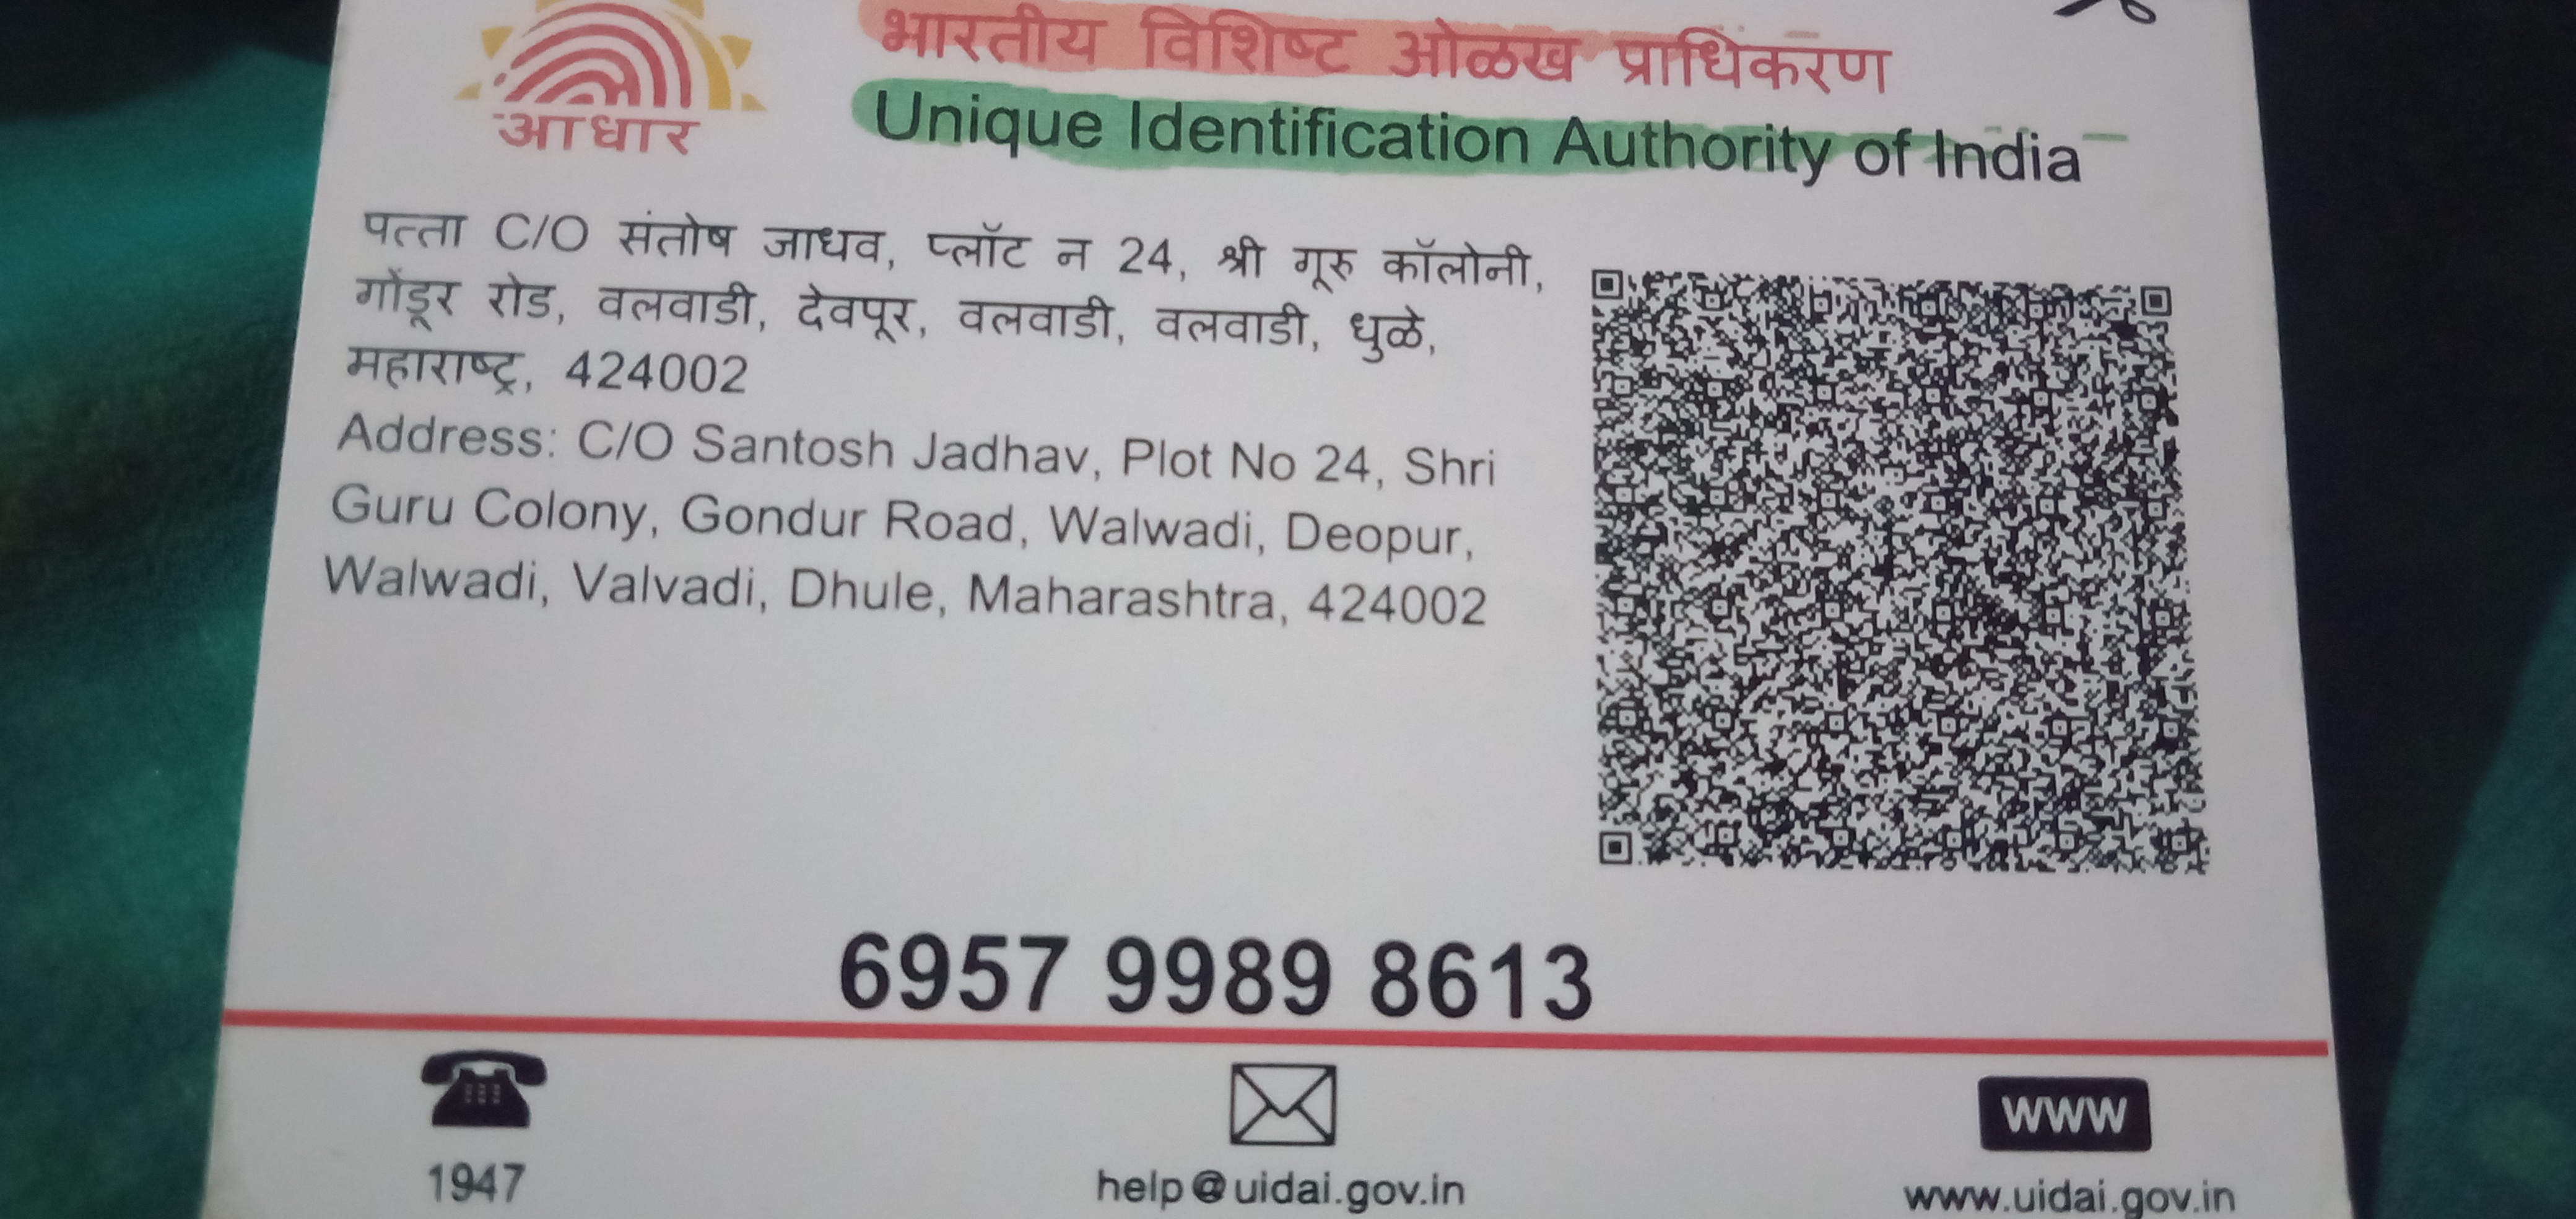 भारतीय विशिष्ट ओळख प्राधिकरण
आधार
Unique Identification Authority of India
पत्ता C/O संतोष जाधव, प्लॉट न 24, श्री गूरु कॉलोनी,
गोंडूर रोड, वलवाडी, देवपूर, वलवाडी, वलवाडी, धुळे,
महाराष्ट्र, 424002
Address: C/O Santosh Jadhav, Plot No 24, Shri
Guru Colony, Gondur Road, Walwadi, Deopur,
Walwadi, Valvadi, Dhule, Maharashtra, 424002
6957 9989 8613
WWW
1947
help@uidai.gov.in
www.uidai.gov.in